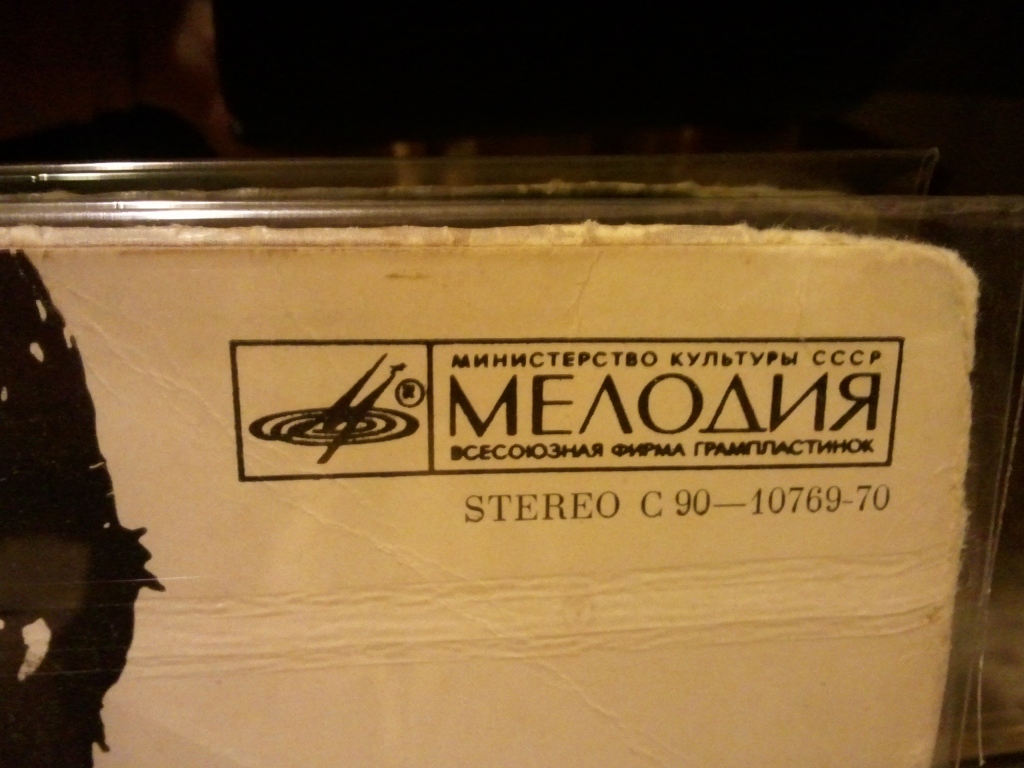 МИНИСТЕРСТВО КУЛЬТУРЫ СССР
®
МЕЛОДИЯ
ВСЕСОЮЗНАЯ ФИРМА ГРАМПЛАСТИНОК
STEREO С 90—10769-70